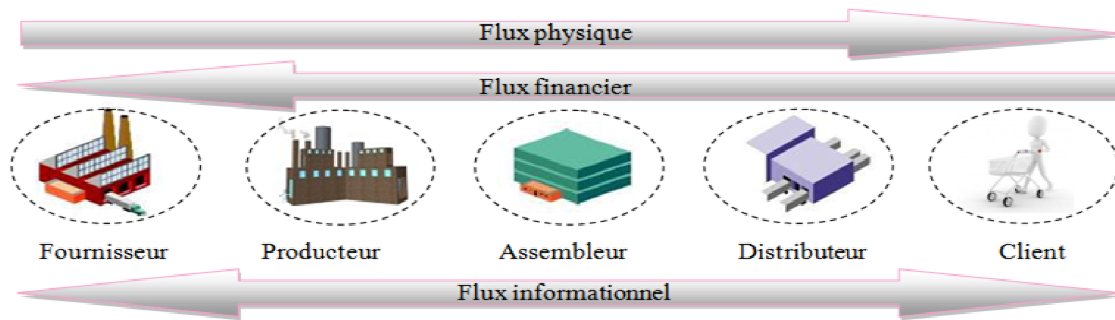 Flux physique
Flux financier
Fournisseur Producteur Assembleur Distributeur Client
Flux informationnel